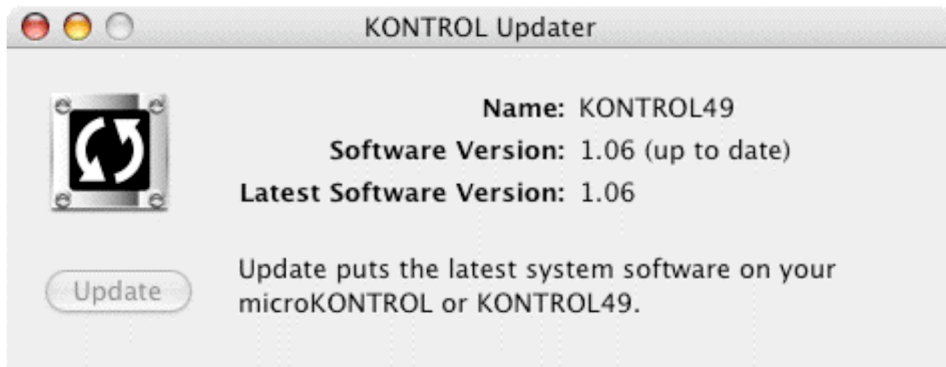 KONTROL Updater
Name: KONTROL49
Software Version: 1.06 (up to date)
Latest Software Version: 1.06
Update
Update puts the latest system software on your
microKONTROL or KONTROL49.